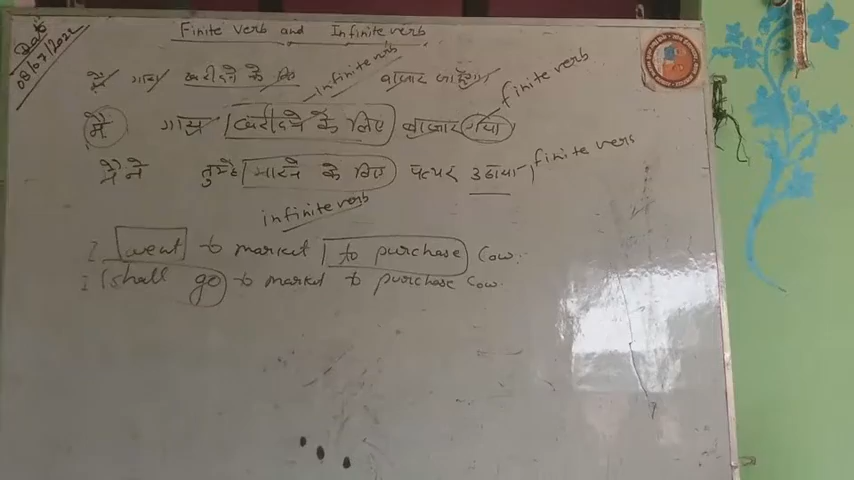 Date
08/07/2022
Finite verb and Infinite verb
मैं गाय खरीदने के लिए बाजार जाऊँगा
infinite verb
finite verb
मैं गाय खरीदने के लिए बाजार गया
मैं ने तुम्हे मारने के लिए पत्थर उठाया finite verb
infinite verb
I went to market to purchase Cow.
I shall go to market to purchase Cow.